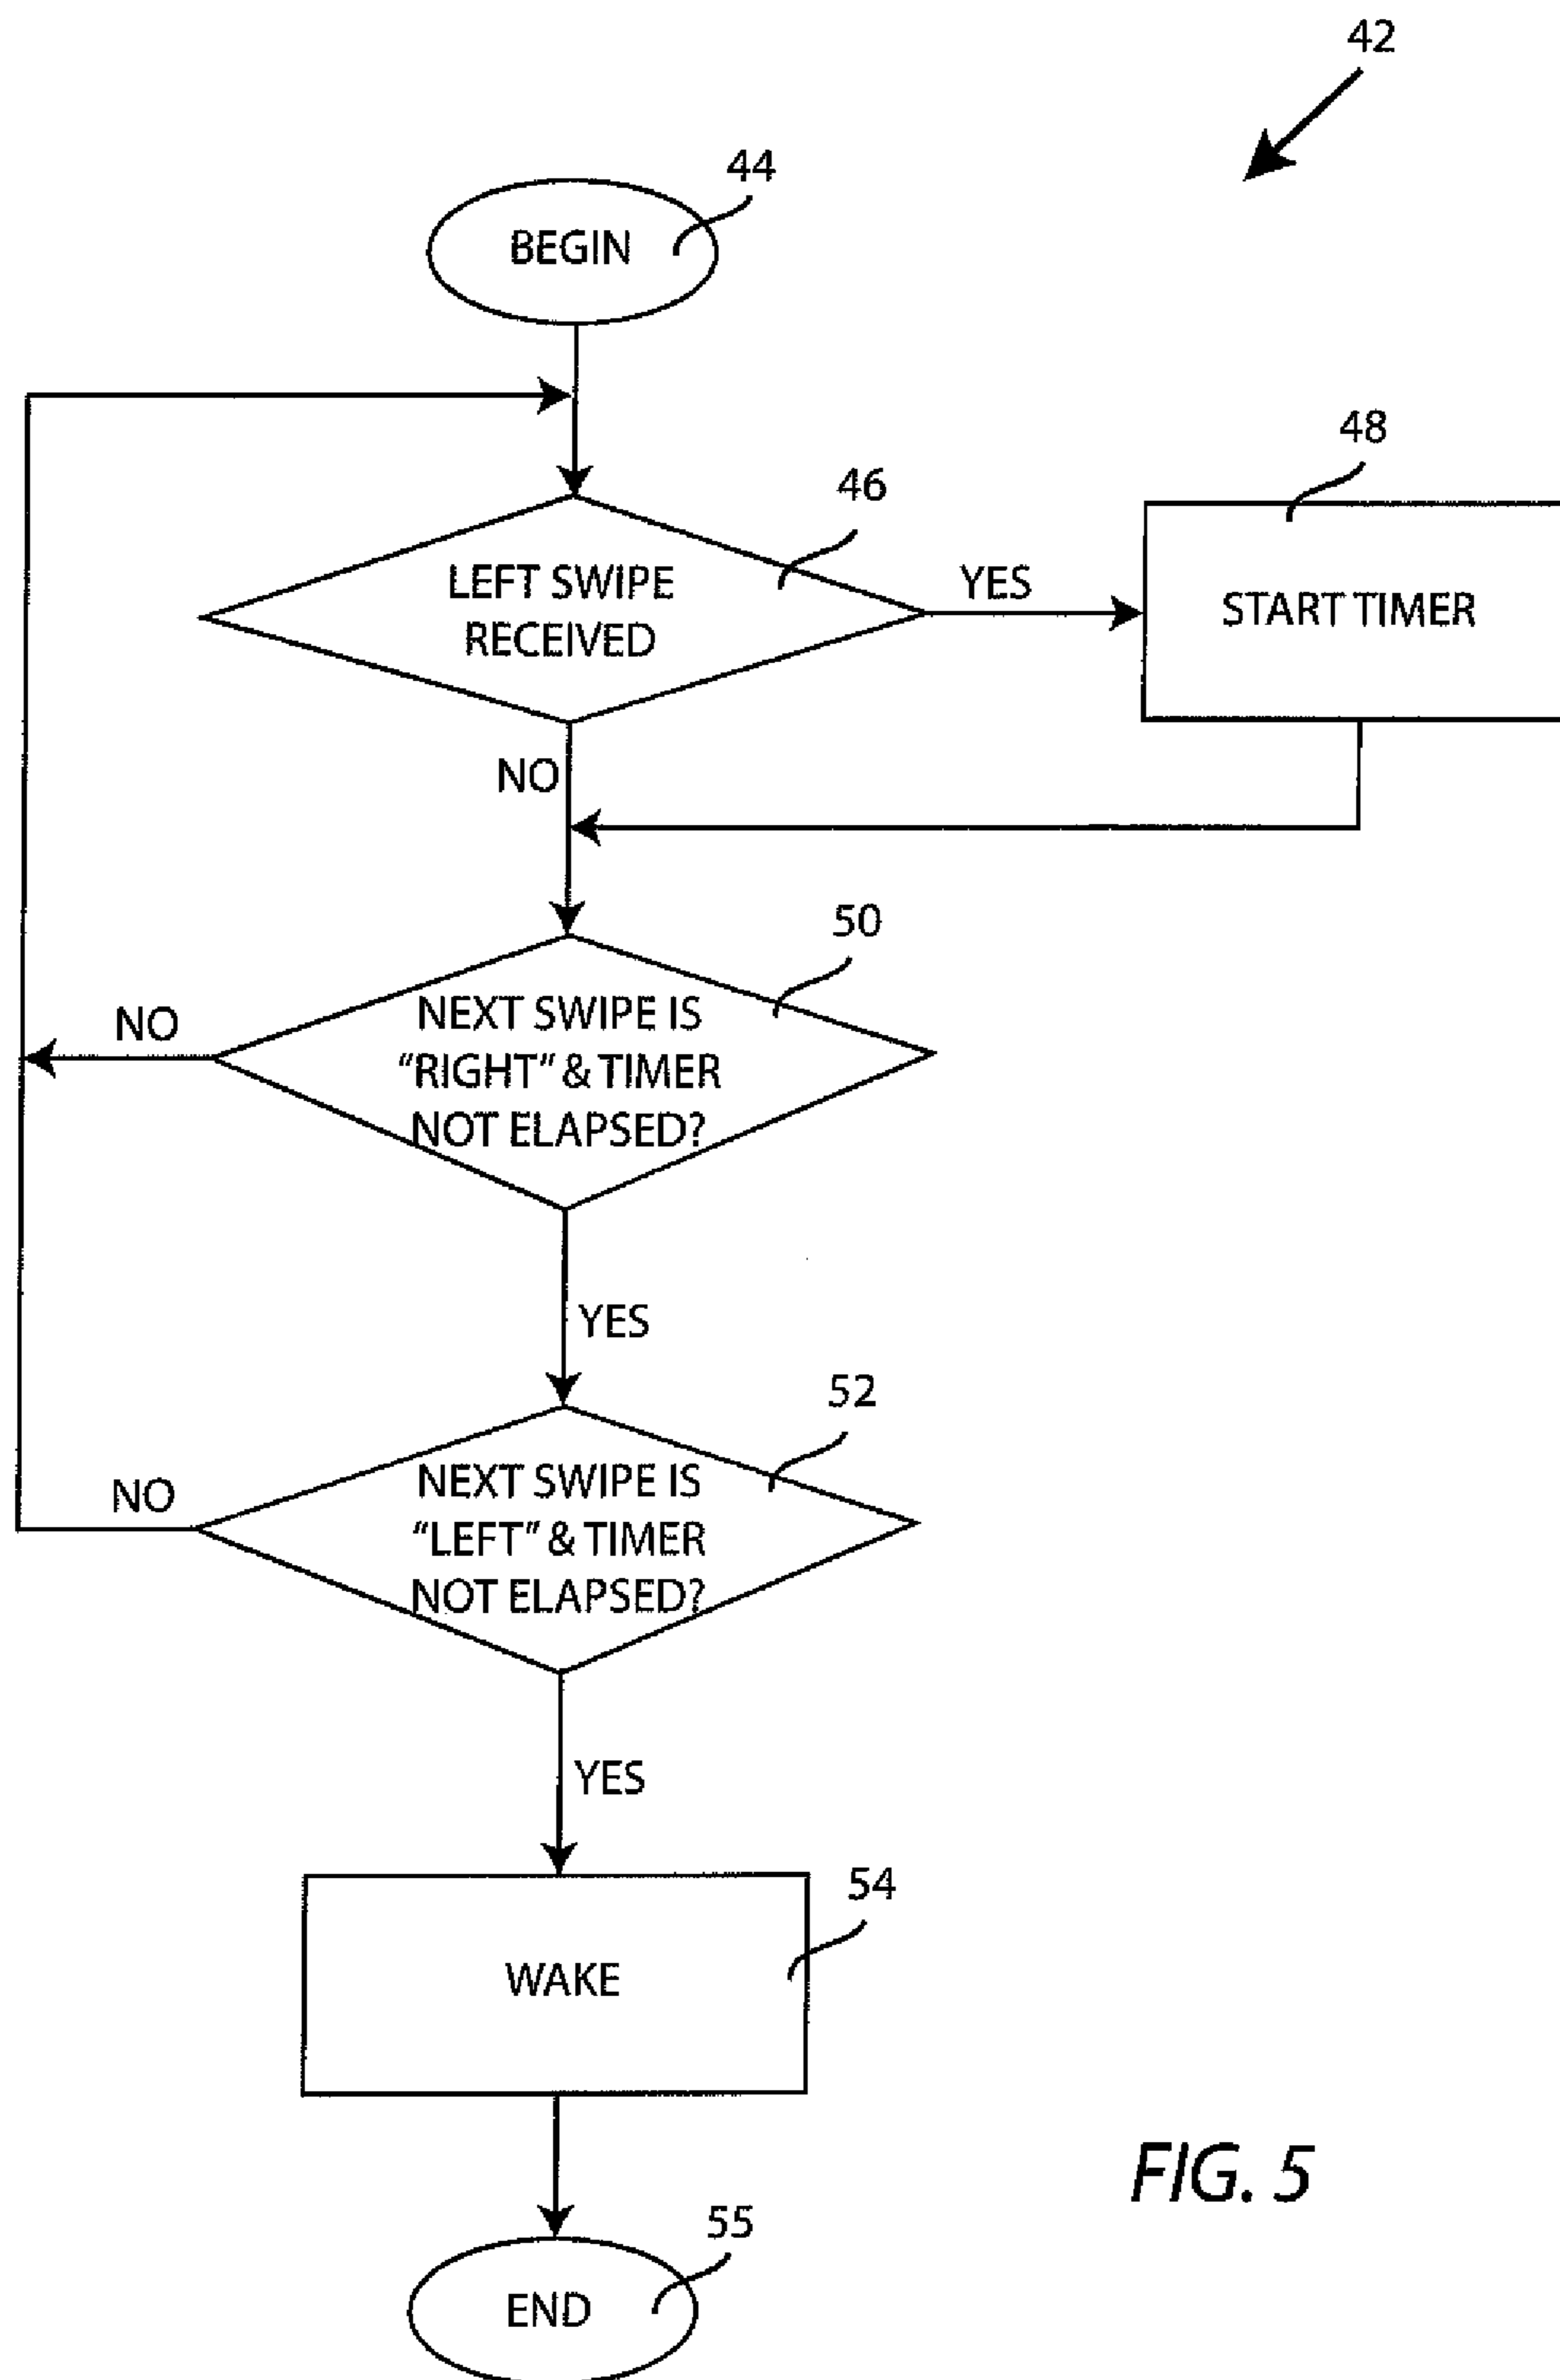 42
44
BEGIN
46
48
LEFT SWIPE
RECEIVED
YES
START TIMER
NO
50
NO
NEXT SWIPE IS
“RIGHT” & TIMER
NOT ELAPSED?
YES
52
NO
NEXT SWIPE IS
“LEFT” & TIMER
NOT ELAPSED?
YES
54
WAKE
FIG. 5
55
END